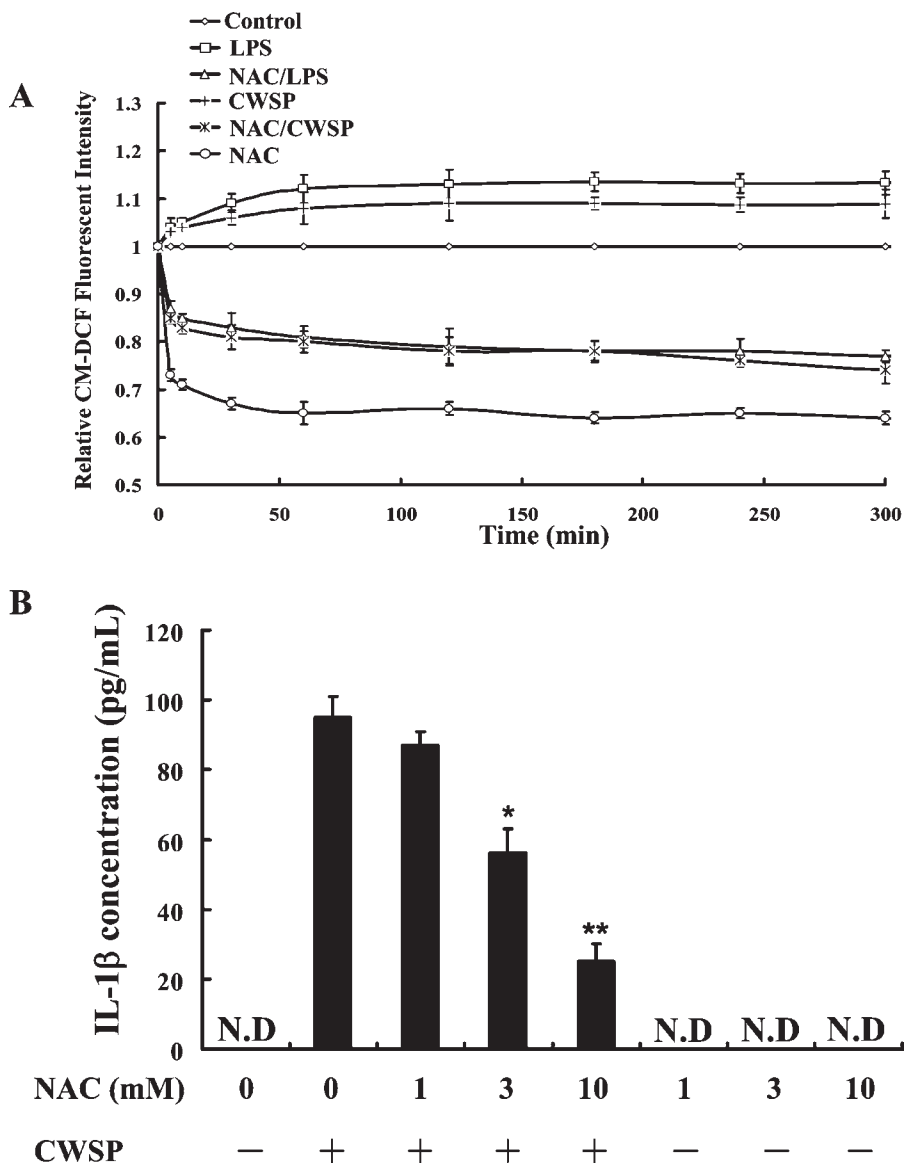 Control
LPS
NAC/LPS
CWSP
NAC/CWSP
NAC
A
Relative CM-DCF Fluorescent Intensity
1.3
1.2
1.1
1
0.9
0.8
0.7
0.6
0.5
0 50 100 150 200 250 300
Time (min)
B
IL-1β concentration (pg/mL)
120
100
80
60
40
20
0
*
**
N.D N.D N.D N.D
NAC (mM) 0 0 1 3 10 1 3 10
CWSP − + + + + − − −